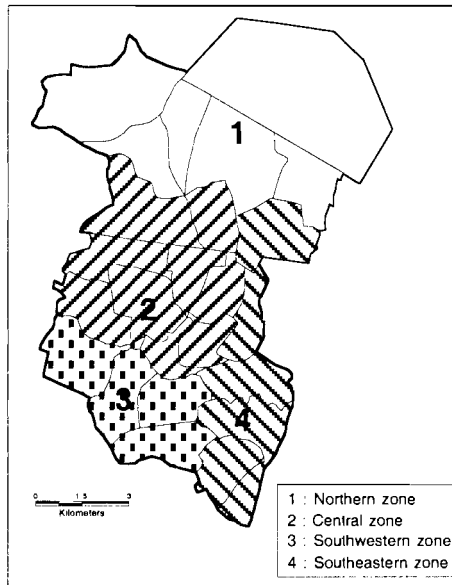 1
2
3
4
0 1.5 3
Kilometers
1 : Northern zone
2 : Central zone
3 : Southwestern zone
4 : Southeastern zone